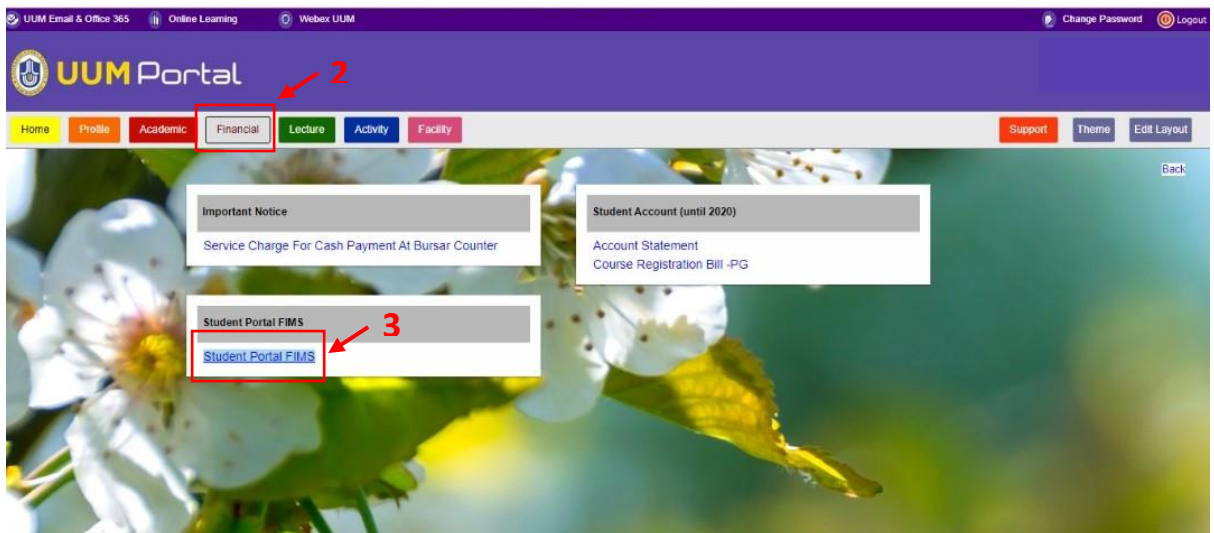 UUM Email & Office 365 Online Learning Webex UUM Change Password Logout
UUM Portal
2
Home Profile Academic Financial Lecture Activity Facility Support Theme Edit Layout
Back
Important Notice
Service Charge For Cash Payment At Bursar Counter
Student Account (until 2020)
Account Statement
Course Registration Bill -PG
Student Portal FIMS
3
Student Portal FIMS